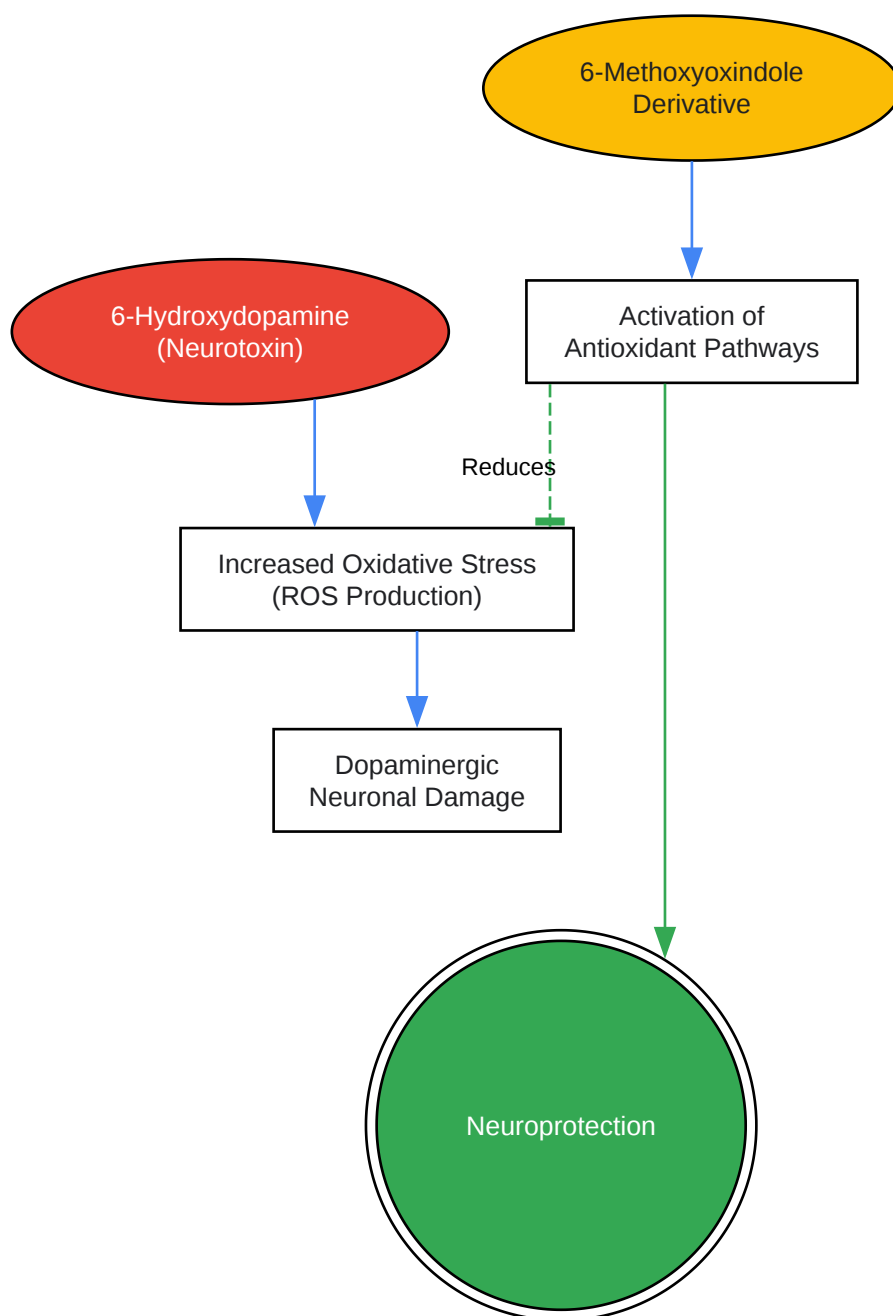 6-Methoxyoxindole
Derivative
6-Hydroxydopamine
(Neurotoxin)
Activation of
Antioxidant Pathways
Reduces
Increased Oxidative Stress
(ROS Production)
Dopaminergic
Neuronal Damage
Neuroprotection